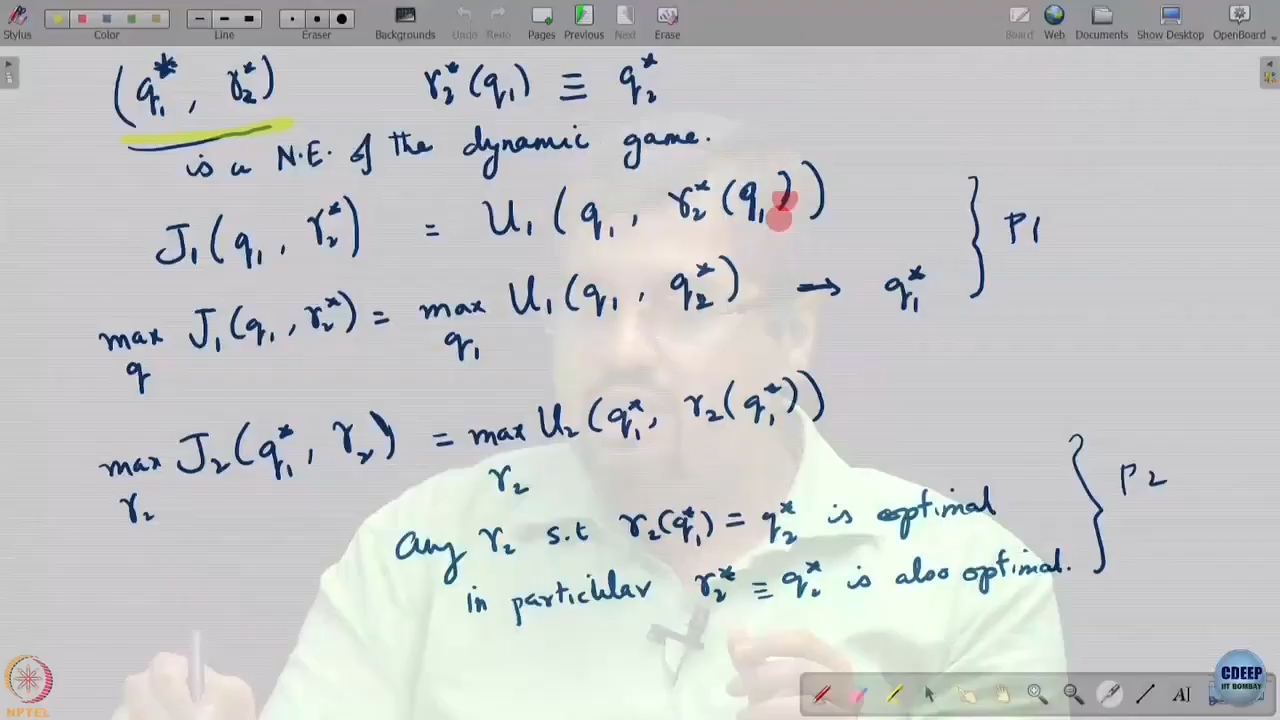 Stylus Color Line Eraser Backgrounds Undo Redo Pages Previous Next Erase Board Web Documents Show Desktop OpenBoard
(q₁*, γ₂*) γ₂*(q₁) ≡ q₂*
is a N.E. of the dynamic game.
J₁(q₁, γ₂*) = U₁(q₁, γ₂*(q₁)) } P1
max J₁(q₁, γ₂*) = max U₁(q₁, q₂*) → q₁*
q q₁
max J₂(q₁*, γ₂) = max U₂(q₁*, γ₂(q₁*))
γ₂ γ₂
any γ₂ s.t γ₂(q₁*) = q₂* is optimal } P2
in particular γ₂* ≡ q₂* is also optimal.
NPTEL
CDEEP
IIT BOMBAY